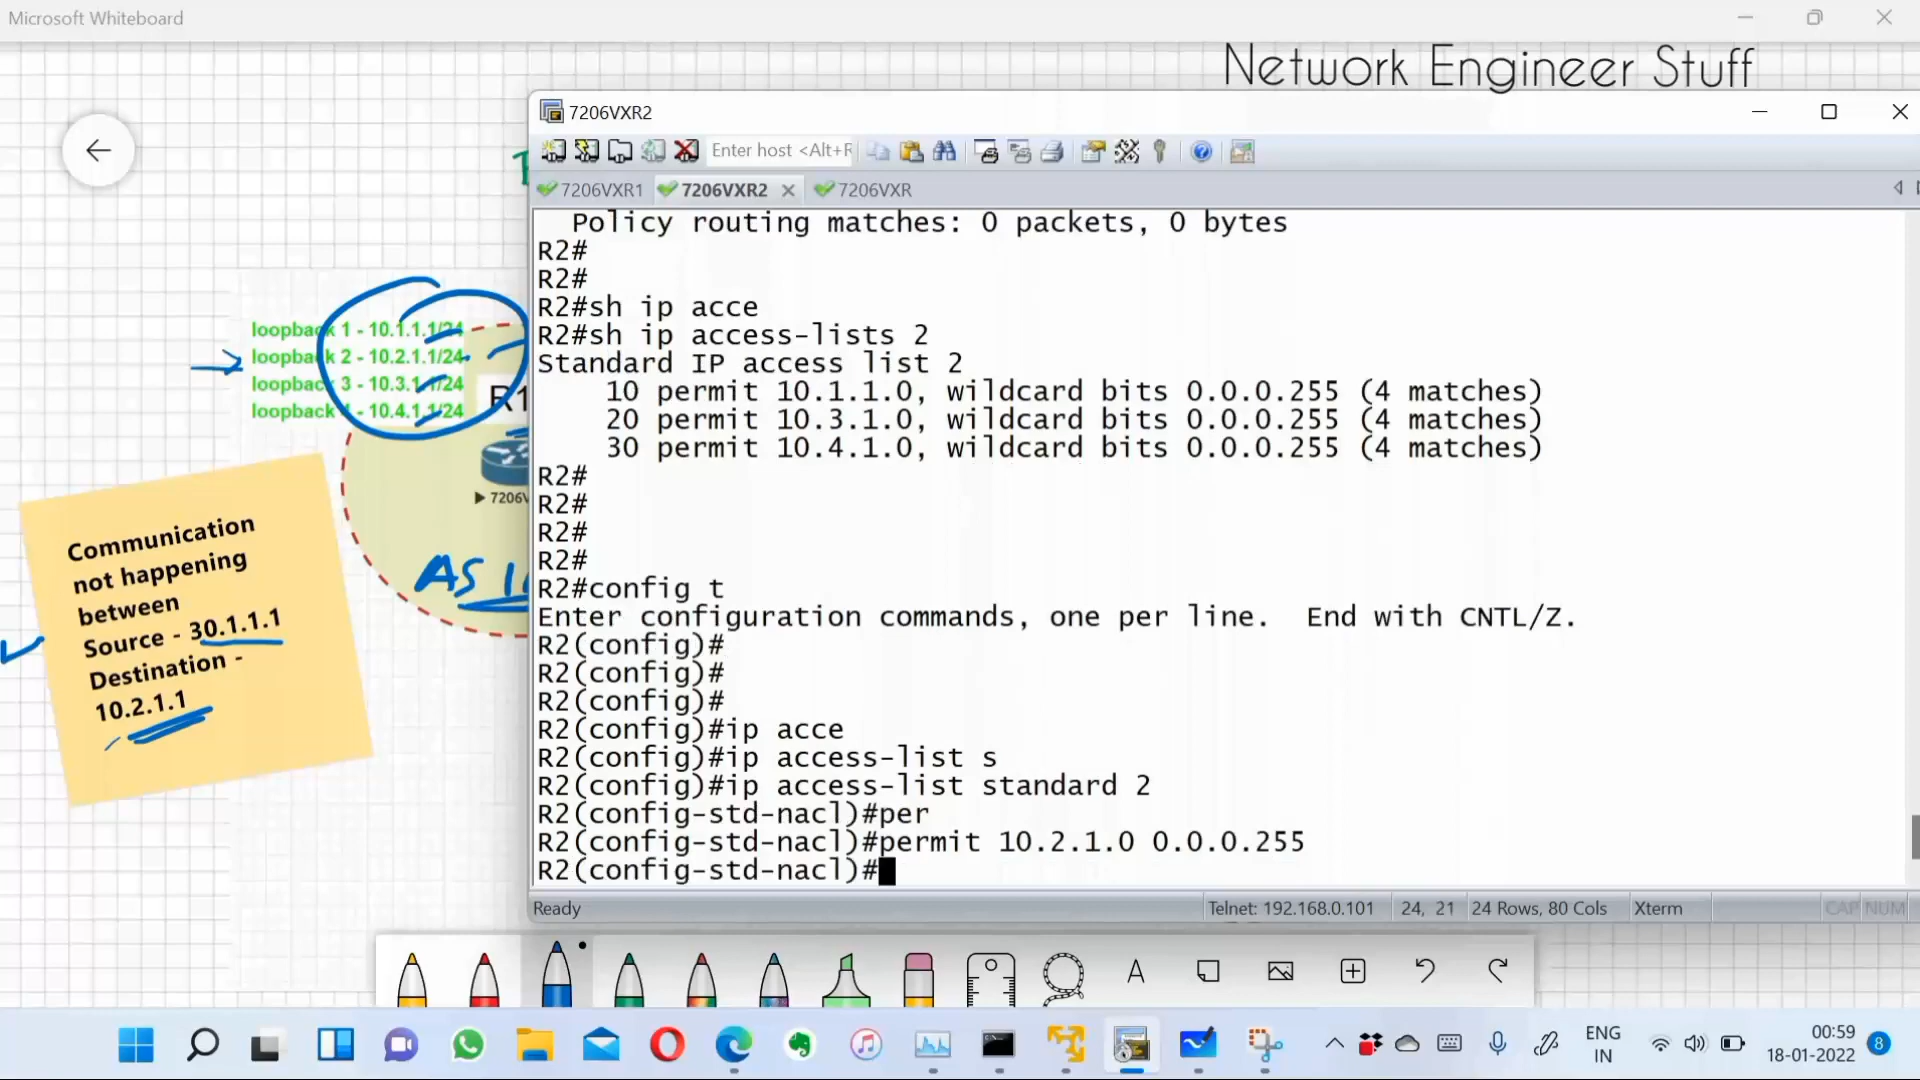 Microsoft Whiteboard
Network Engineer Stuff
7206VXR2
Enter host <Alt+R
7206VXR1
7206VXR2
7206VXR
Policy routing matches: 0 packets, 0 bytes
R2#
R2#
R2#sh ip acce
R2#sh ip access-lists 2
Standard IP access list 2
10 permit 10.1.1.0, wildcard bits 0.0.0.255 (4 matches)
20 permit 10.3.1.0, wildcard bits 0.0.0.255 (4 matches)
30 permit 10.4.1.0, wildcard bits 0.0.0.255 (4 matches)
R2#
R2#
R2#
R2#
R2#config t
Enter configuration commands, one per line.  End with CNTL/Z.
R2(config)#
R2(config)#
R2(config)#
R2(config)#ip acce
R2(config)#ip access-list s
R2(config)#ip access-list standard 2
R2(config-std-nacl)#per
R2(config-std-nacl)#permit 10.2.1.0 0.0.0.255
R2(config-std-nacl)#
Ready
Telnet: 192.168.0.101
24, 21
24 Rows, 80 Cols
Xterm
CAP
NUM
loopback 1 - 10.1.1.1/24
loopback 2 - 10.2.1.1/24
loopback 3 - 10.3.1.1/24
loopback 4 - 10.4.1.1/24
R1
7206V
AS 1
Communication
not happening
between
Source - 30.1.1.1
Destination -
10.2.1.1
A
ENG
IN
00:59
18-01-2022
8